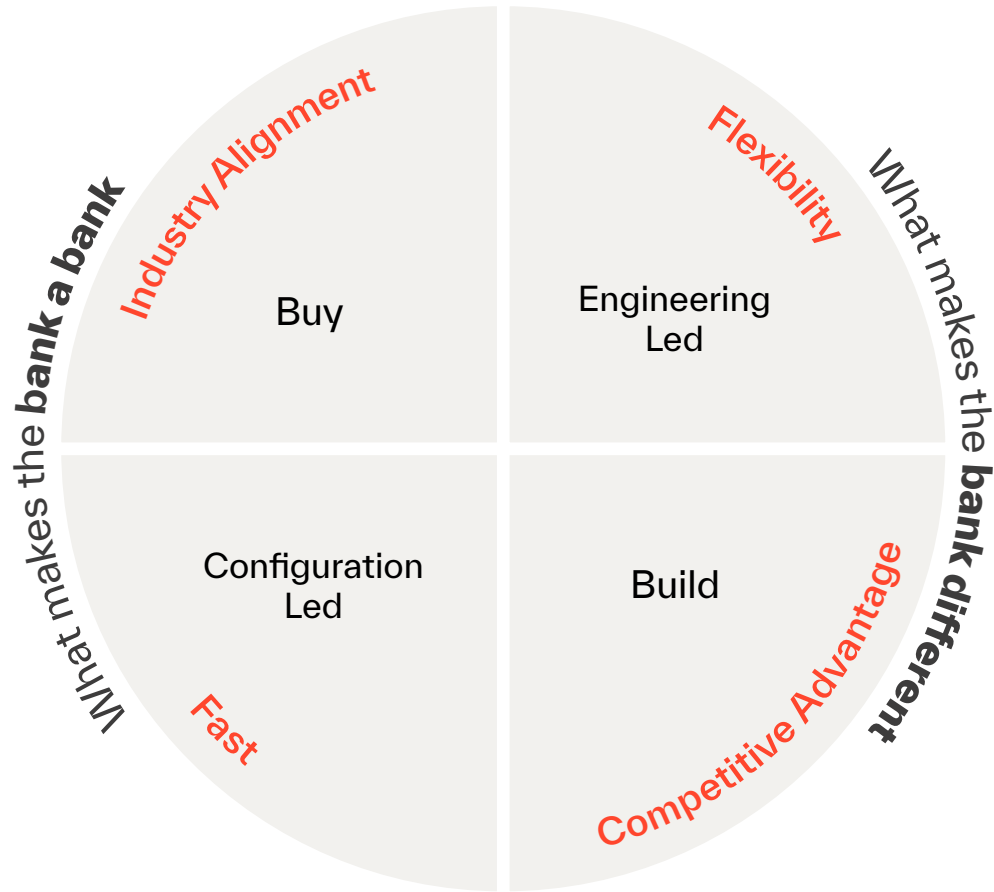 What makes the bank a bank
Industry Alignment
Buy
Flexibility
Engineering
Led
What makes the bank different
Configuration
Led
Fast
Build
Competitive Advantage